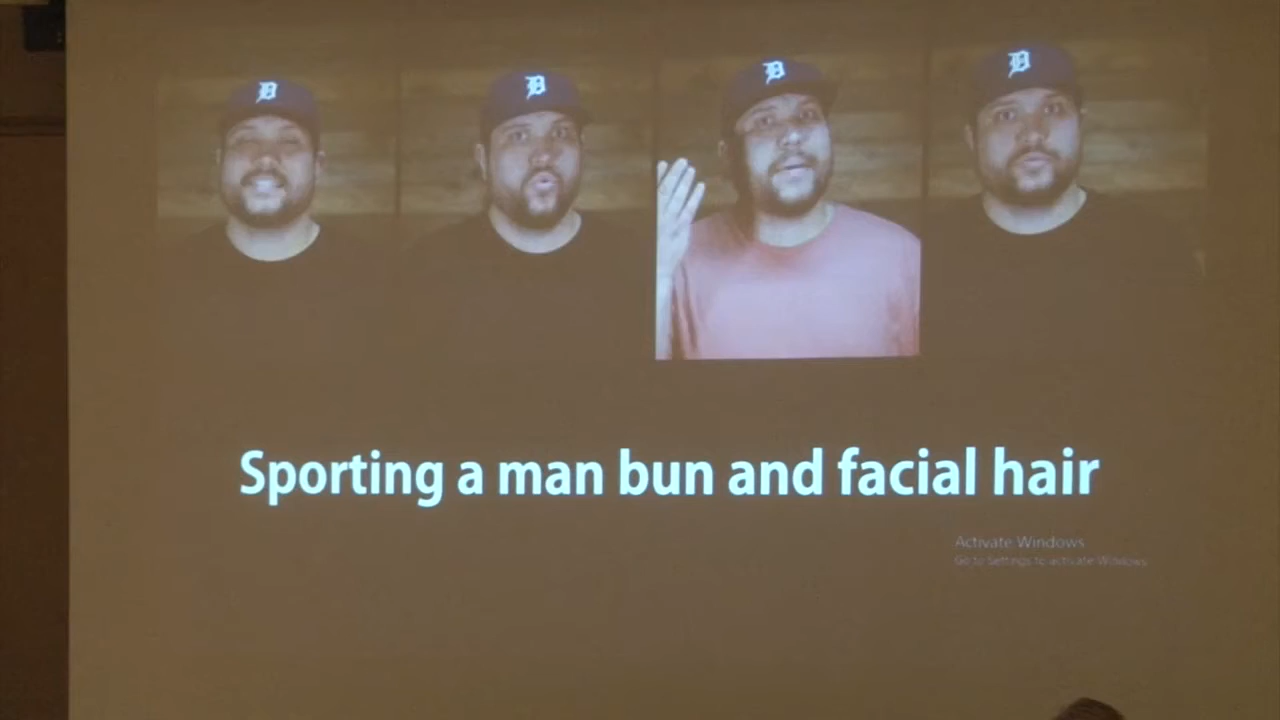 D D D D
Sporting a man bun and facial hair
Activate Windows
Go to Settings to activate Windows